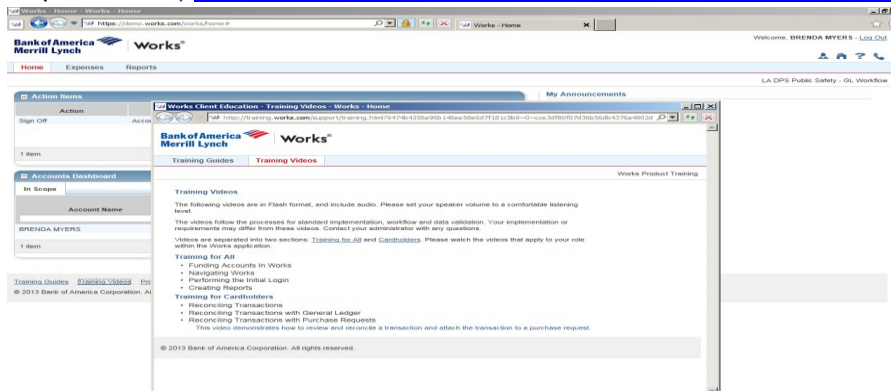 Works - Home - Works - Home
https://demo.works.com/works/home#
Works - Home
Bank of America
Merrill Lynch
Works®
Welcome, BRENDA MYERS - Log Out
Home Expenses Reports
LA DPS Public Safety - GL Workflow
Action Items
My Announcements
Action
Sign Off
1 item
Accounts Dashboard
In Scope
Account Name
BRENDA MYERS
1 item
Training Guides Training Videos
© 2013 Bank of America Corporation.
Works Client Education - Training Videos - Works - Home
Bank of America
Merrill Lynch
Works®
Training Guides Training Videos
Works Product Training
Training Videos
The following videos are in Flash format, and include audio. Please set your speaker volume to a comfortable listening
level.
The videos follow the processes for standard implementation, workflow and data validation. Your implementation or
requirements may differ from these videos. Contact your administrator with any questions.
Videos are separated into two sections: Training for All and Cardholders. Please watch the videos that apply to your role
within the Works application.
Training for All
• Funding Accounts In Works
• Navigating Works
• Performing the Initial Login
• Creating Reports
Training for Cardholders
• Reconciling Transactions
• Reconciling Transactions with General Ledger
• Reconciling Transactions with Purchase Requests
This video demonstrates how to review and reconcile a transaction and attach the transaction to a purchase request.
© 2013 Bank of America Corporation. All rights reserved.